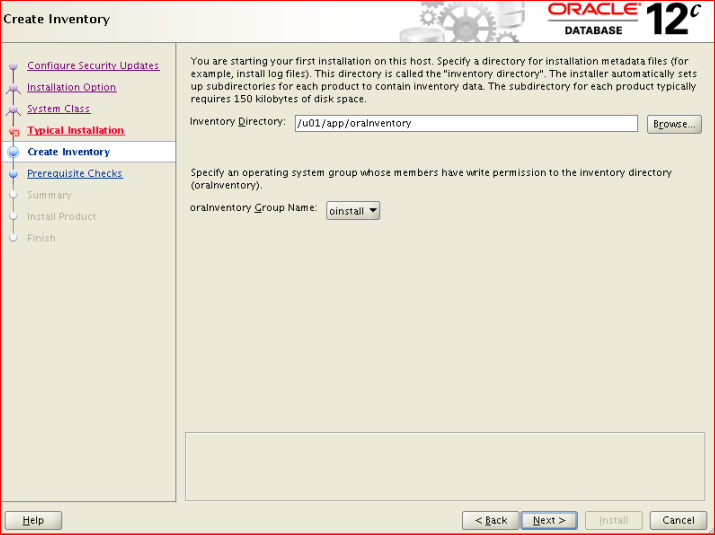 Create Inventory
ORACLE
DATABASE
12c
Configure Security Updates
Installation Option
System Class
Typical Installation
Create Inventory
Prerequisite Checks
Summary
Install Product
Finish
You are starting your first installation on this host. Specify a directory for installation metadata files (for
example, install log files). This directory is called the "inventory directory". The installer automatically sets
up subdirectories for each product to contain inventory data. The subdirectory for each product typically
requires 150 kilobytes of disk space.
Inventory Directory: /u01/app/oraInventory Browse...
Specify an operating system group whose members have write permission to the inventory directory
(oraInventory).
oraInventory Group Name: oinstall
Help < Back Next > Install Cancel